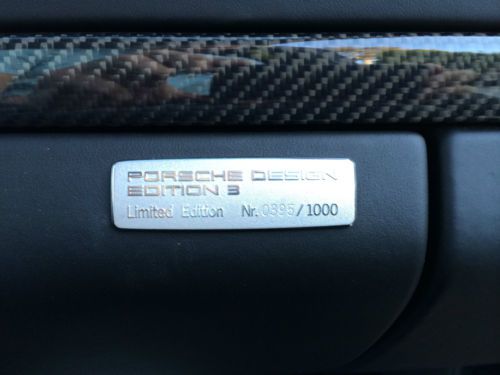 PORSCHE DESIGN
EDITION 3
Limited Edition Nr. 0395/1000